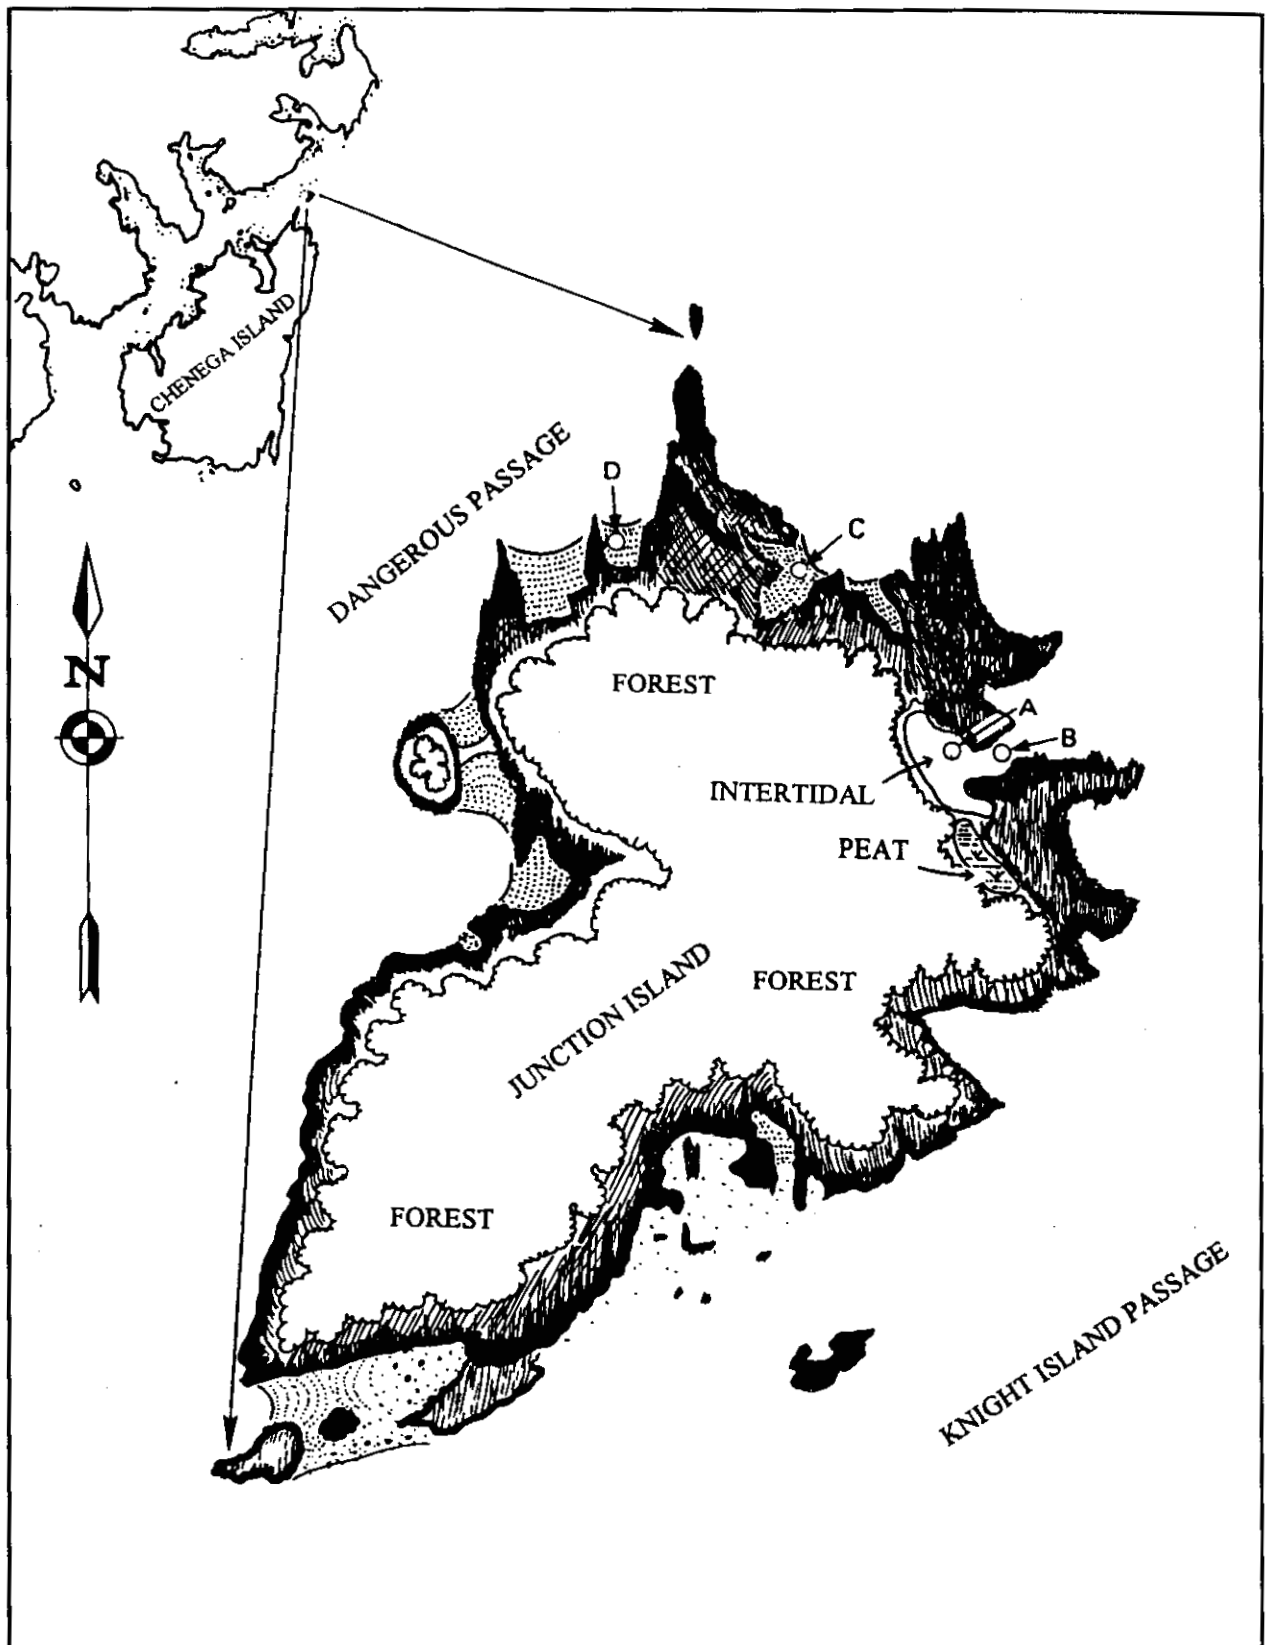 CHENEGA ISLAND
DANGEROUS PASSAGE
D
C
N
FOREST
A
B
INTERTIDAL
PEAT
JUNCTION ISLAND
FOREST
FOREST
KNIGHT ISLAND PASSAGE